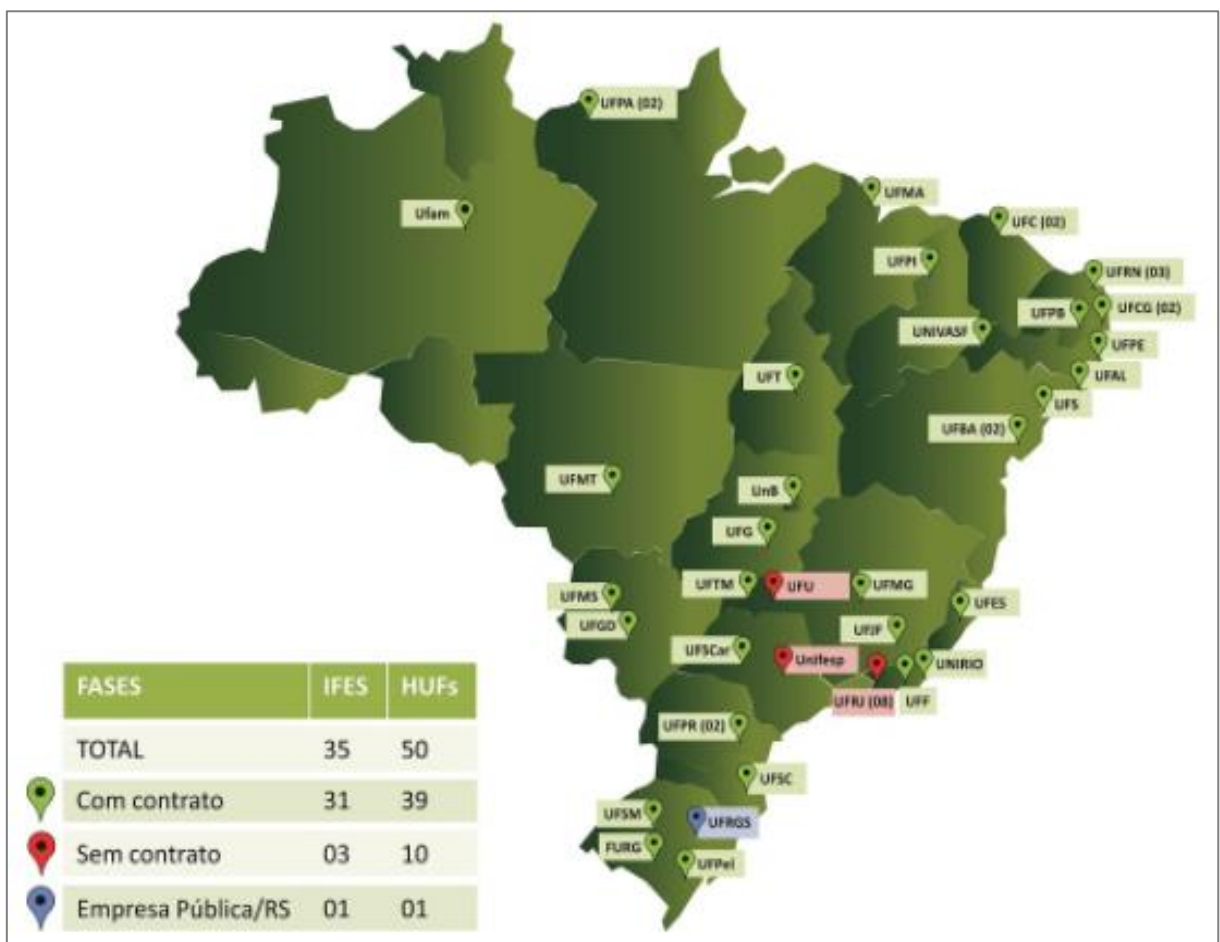 UFPA (02)
UFMA
Ufam
UFC (02)
UFPI
UFRN (03)
UFPB
UFCG (02)
UNIVASF
UFPE
UFT
UFAL
UFS
UFBA (02)
UFMT
UnB
UFG
UFTM
UFU
UFMG
UFMS
UFES
UFGD
UFJF
UFSCar
Unifesp
UNIRIO
UFRJ (08)
UFF
UFPR (02)
UFSC
UFSM
UFRGS
FURG
UFPel
FASES IFES HUFs
TOTAL 35 50
Com contrato 31 39
Sem contrato 03 10
Empresa Pública/RS 01 01